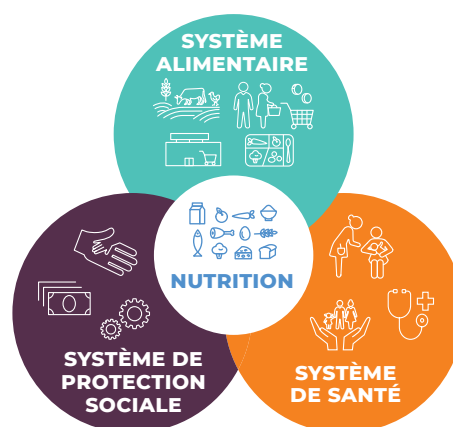 SYSTÈME
ALIMENTAIRE
NUTRITION
SYSTÈME DE
PROTECTION
SOCIALE
SYSTÈME
DE SANTÉ